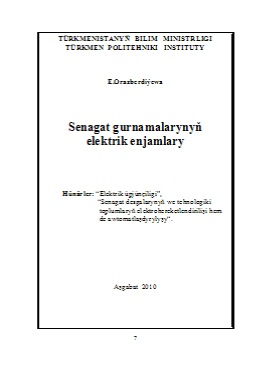 TÜRKMENISTANYŇ BILIM MINISTRLIGI
TÜRKMEN POLITEHNIKI INSTITUTY
E.Orazberdiýewa
Senagat gurnamalarynyň
elektrik enjamlary
Hünärler: “Elektrik üpjünçiligi”,
“Senagat desgalarynyň we tehnologiki
toplumlaryň elektrohereketlendirilişi hem
de awtomatlaşdyrylyşy”.
Aşgabat 2010
7